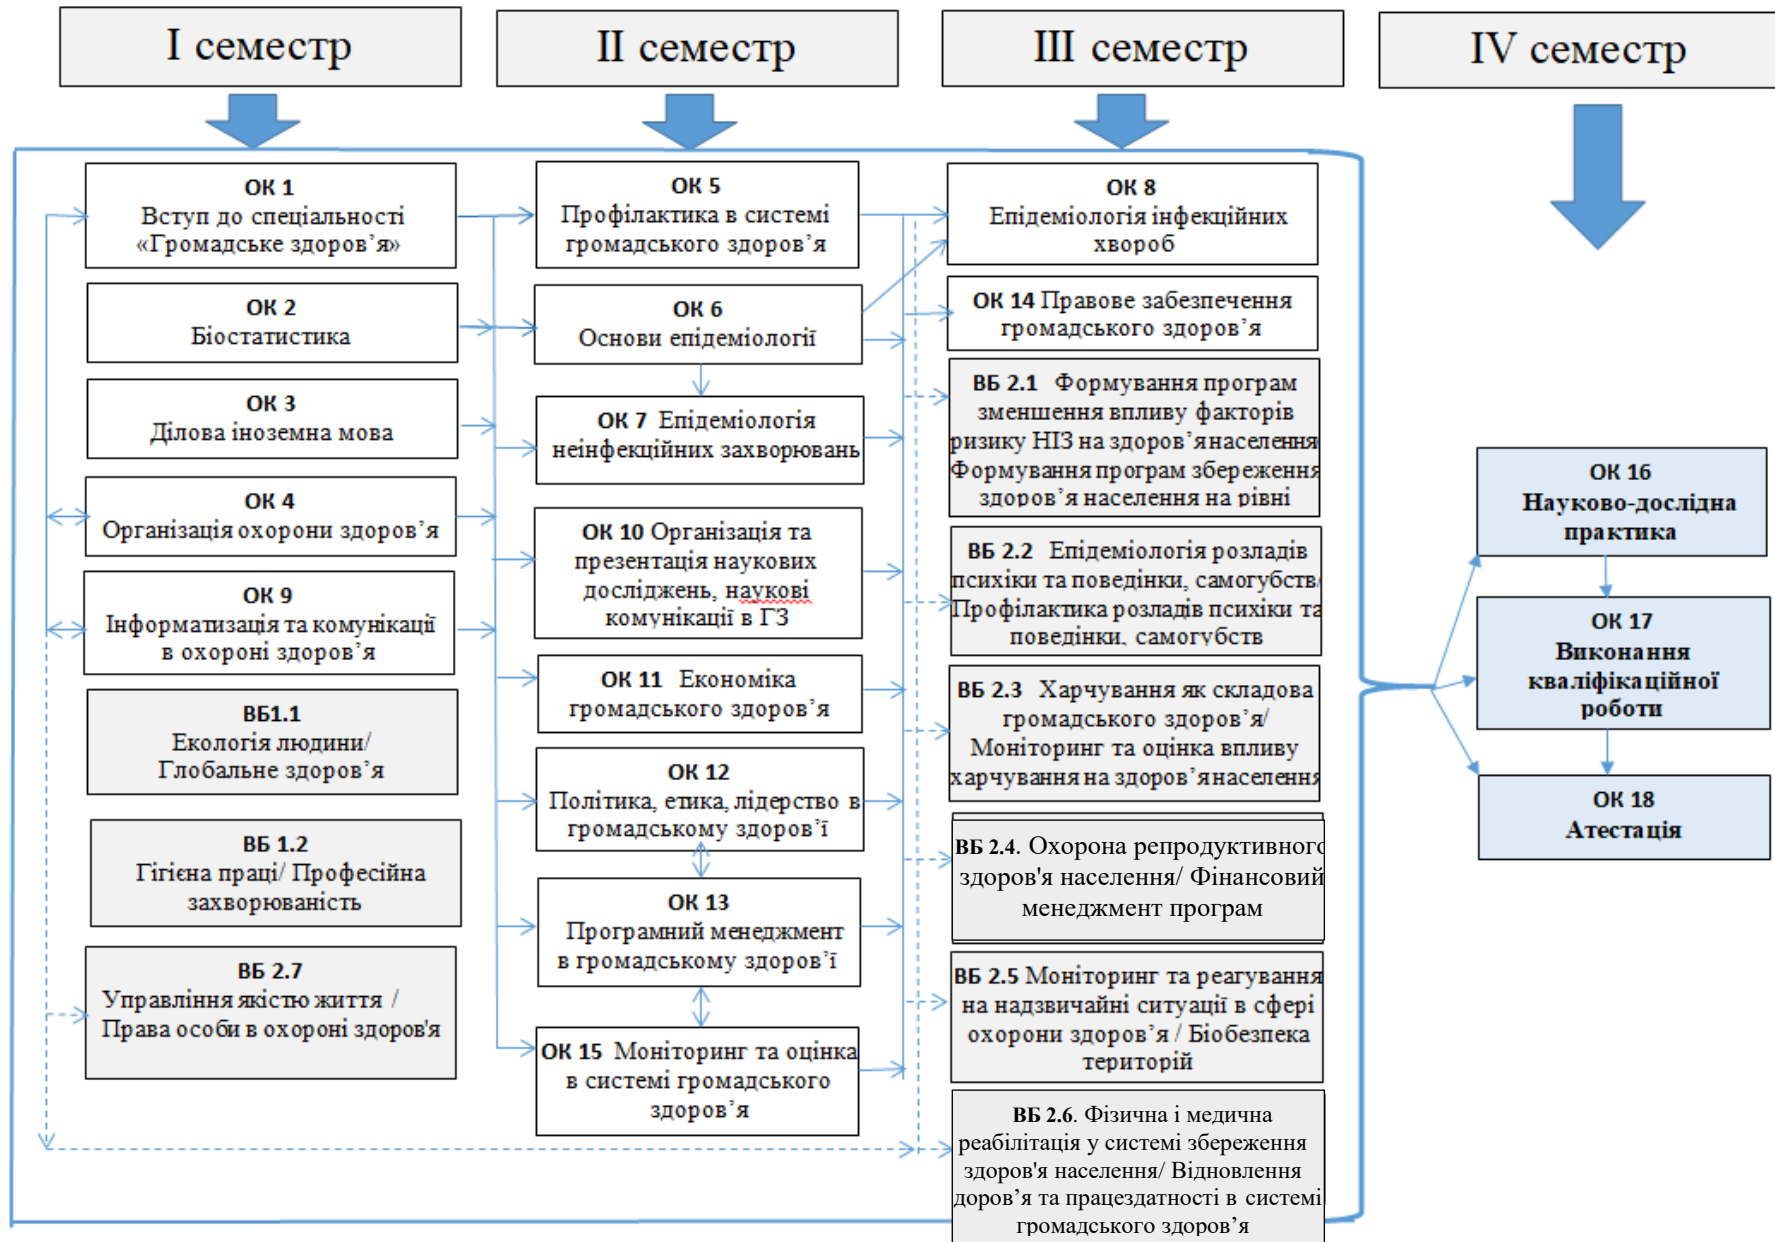 I семестр
II семестр
III семестр
IV семестр
ОК 1
Вступ до спеціальності
«Громадське здоров’я»
ОК 2
Біостатистика
ОК 3
Ділова іноземна мова
ОК 4
Організація охорони здоров’я
ОК 9
Інформатизація та комунікації
в охороні здоров’я
ВБ1.1
Екологія людини/
Глобальне здоров’я
ВБ 1.2
Гігієна праці/ Професійна
захворюваність
ВБ 2.7
Управління якістю життя /
Права особи в охороні здоров'я
ОК 5
Профілактика в системі
громадського здоров’я
ОК 6
Основи епідеміології
ОК 7 Епідеміологія
неінфекційних захворювань
ОК 10 Організація та
презентація наукових
досліджень, наукові
комунікації в ГЗ
ОК 11 Економіка
громадського здоров’я
ОК 12
Політика, етика, лідерство в
громадському здоров’ї
ОК 13
Програмний менеджмент
в громадському здоров’ї
ОК 15 Моніторинг та оцінка
в системі громадського
здоров’я
ОК 8
Епідеміологія інфекційних
хвороб
ОК 14 Правове забезпечення
громадського здоров’я
ВБ 2.1 Формування програм
зменшення впливу факторів
ризику НІЗ на здоров’я населення
Формування програм збереження
здоров’я населення на рівні
ВБ 2.2 Епідеміологія розладів
психіки та поведінки, самогубств/
Профілактика розладів психіки та
поведінки, самогубств
ВБ 2.3 Харчування як складова
громадського здоров’я/
Моніторинг та оцінка впливу
харчування на здоров’я населення
ВБ 2.4. Охорона репродуктивного
здоров'я населення/ Фінансовий
менеджмент програм
ВБ 2.5 Моніторинг та реагування
на надзвичайні ситуації в сфері
охорони здоров’я / Біобезпека
територій
ВБ 2.6. Фізична і медична
реабілітація у системі збереження
здоров'я населення/ Відновлення
доров’я та працездатності в системі
громадського здоров’я
ОК 16
Науково-дослідна
практика
ОК 17
Виконання
кваліфікаційної
роботи
ОК 18
Атестація